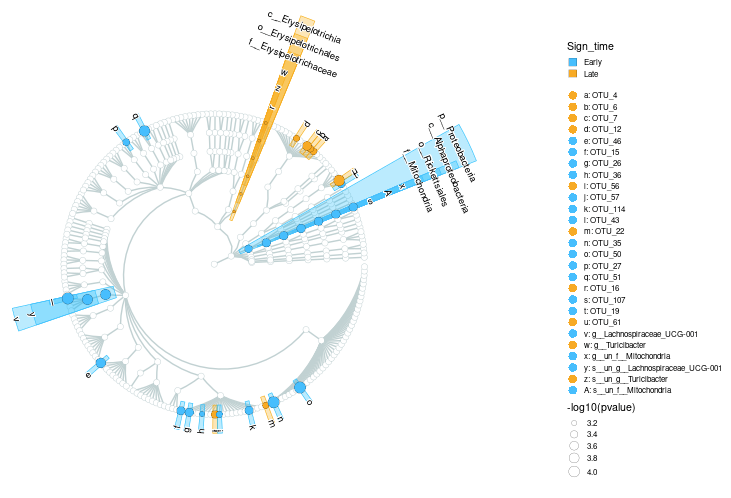 c__Erysipelotrichia
o__Erysipelotrichales
f__Erysipelotrichaceae
w
z
r
d
p
q
p__Proteobacteria
c__Alphaproteobacteria
o__Rickettsiales
f__Mitochondria
x
A
s
l
y
v
e
t
g
h
k
m
n
o
Sign_time
Early
Late
a: OTU_4
b: OTU_6
c: OTU_7
d: OTU_12
e: OTU_46
f: OTU_15
g: OTU_26
h: OTU_36
i: OTU_56
j: OTU_57
k: OTU_114
l: OTU_43
m: OTU_22
n: OTU_35
o: OTU_50
p: OTU_27
q: OTU_51
r: OTU_16
s: OTU_107
t: OTU_19
u: OTU_61
v: g__Lachnospiraceae_UCG-001
w: g__Turicibacter
x: g__un_f__Mitochondria
y: s__un_g__Lachnospiraceae_UCG-001
z: s__un_g__Turicibacter
A: s__un_f__Mitochondria
-log10(pvalue)
3.2
3.4
3.6
3.8
4.0